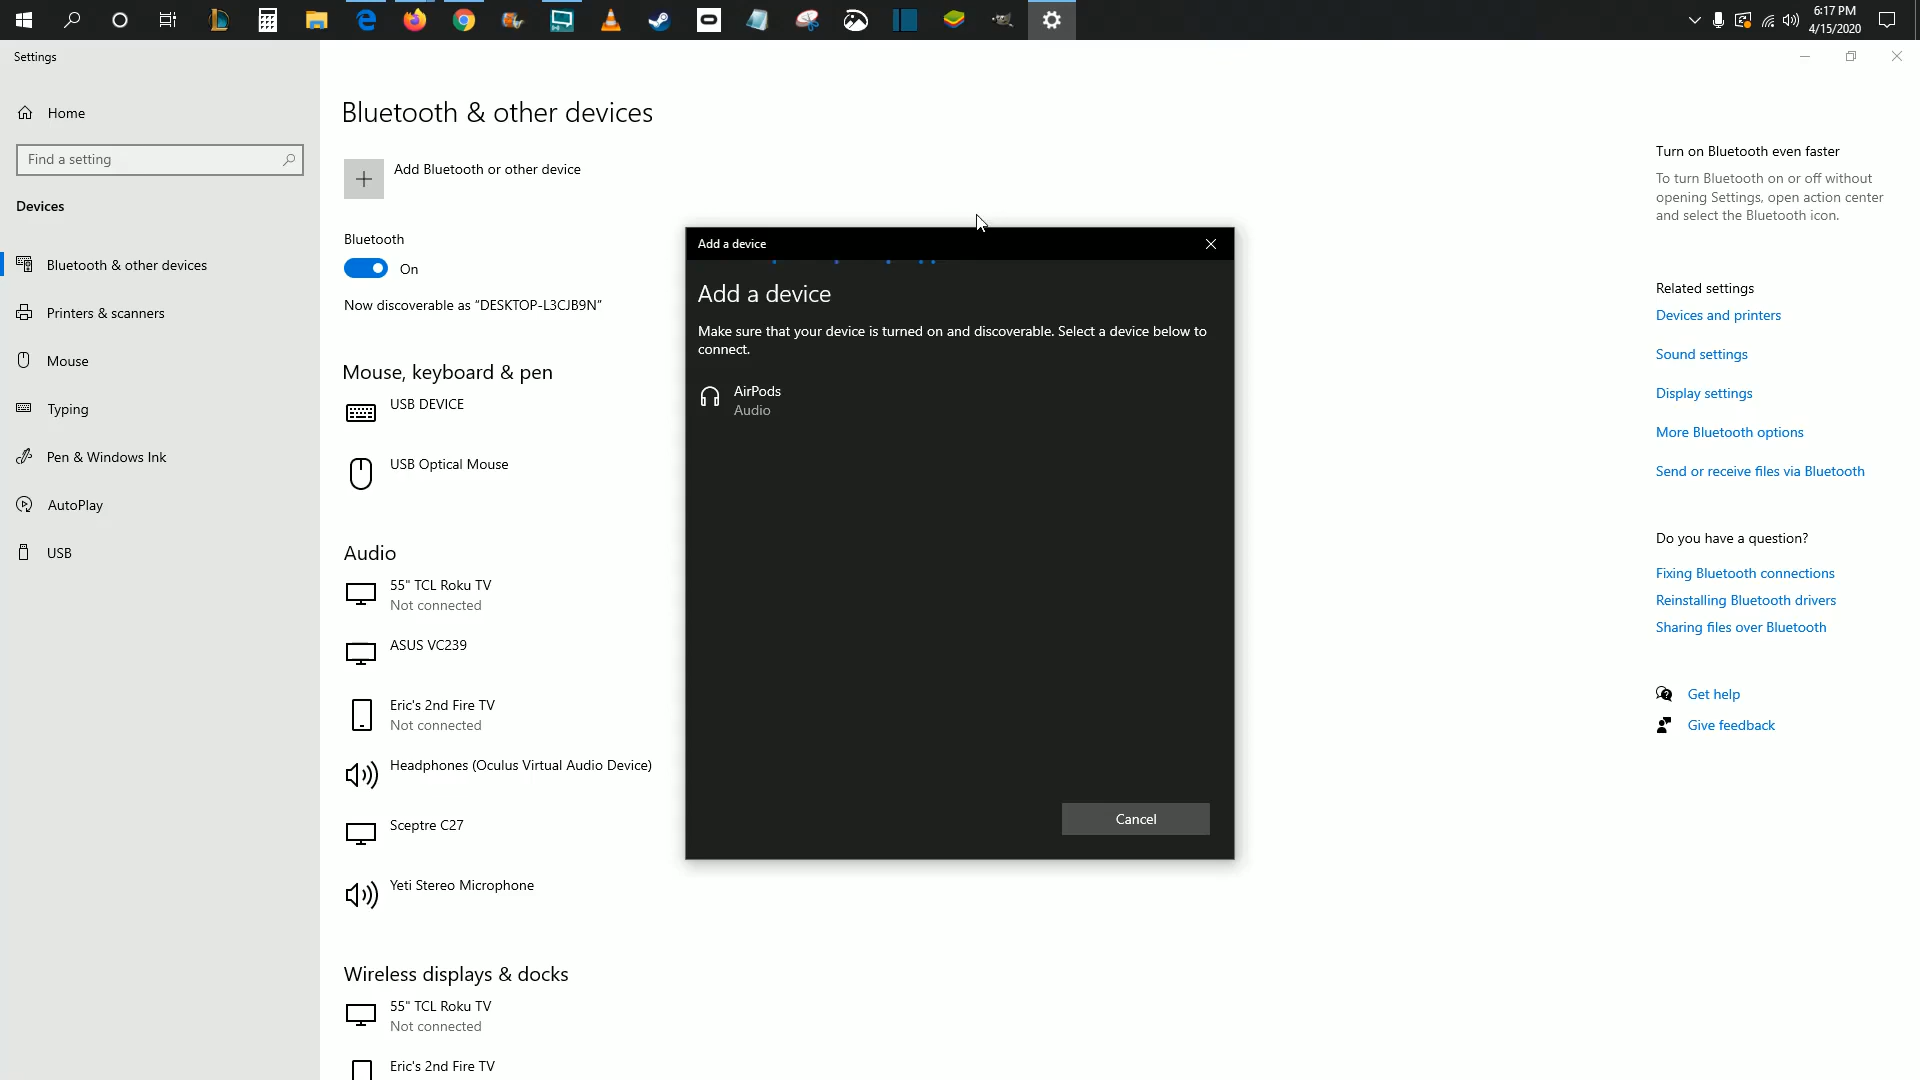 6:17 PM
4/15/2020
Settings
Home
Find a setting
Devices
Bluetooth & other devices
Printers & scanners
Mouse
Typing
Pen & Windows Ink
AutoPlay
USB
Bluetooth & other devices
Add Bluetooth or other device
Bluetooth
On
Now discoverable as “DESKTOP-L3CJB9N”
Mouse, keyboard & pen
USB DEVICE
USB Optical Mouse
Audio
55" TCL Roku TV
Not connected
ASUS VC239
Eric's 2nd Fire TV
Not connected
Headphones (Oculus Virtual Audio Device)
Sceptre C27
Yeti Stereo Microphone
Wireless displays & docks
55" TCL Roku TV
Not connected
Eric's 2nd Fire TV
Add a device
Add a device
Make sure that your device is turned on and discoverable. Select a device below to
connect.
AirPods
Audio
Cancel
Turn on Bluetooth even faster
To turn Bluetooth on or off without
opening Settings, open action center
and select the Bluetooth icon.
Related settings
Devices and printers
Sound settings
Display settings
More Bluetooth options
Send or receive files via Bluetooth
Do you have a question?
Fixing Bluetooth connections
Reinstalling Bluetooth drivers
Sharing files over Bluetooth
Get help
Give feedback